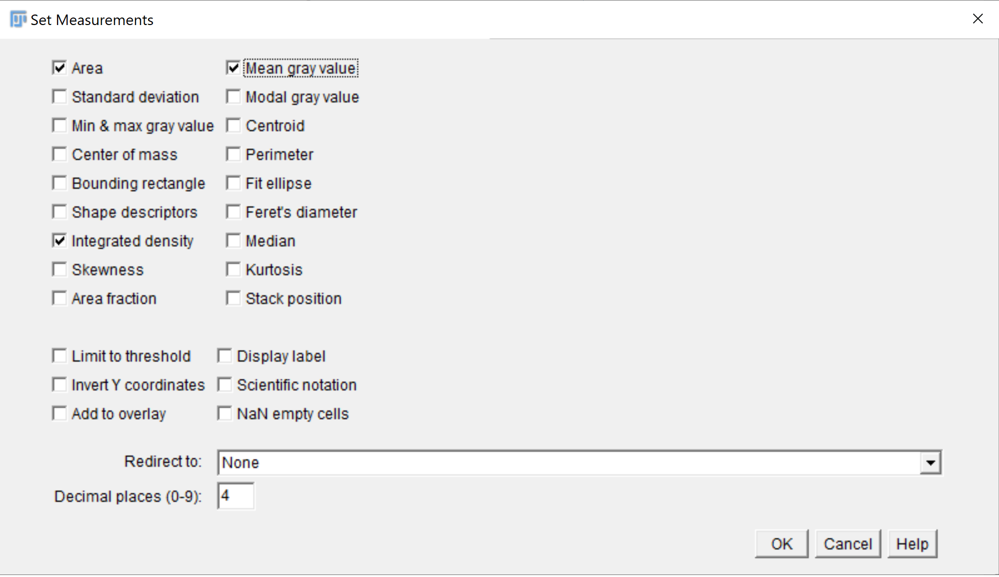 Set Measurements
Area Mean gray value
Standard deviation Modal gray value
Min & max gray value Centroid
Center of mass Perimeter
Bounding rectangle Fit ellipse
Shape descriptors Feret's diameter
Integrated density Median
Skewness Kurtosis
Area fraction Stack position
Limit to threshold Display label
Invert Y coordinates Scientific notation
Add to overlay NaN empty cells
Redirect to: None
Decimal places (0-9): 4
OK Cancel Help